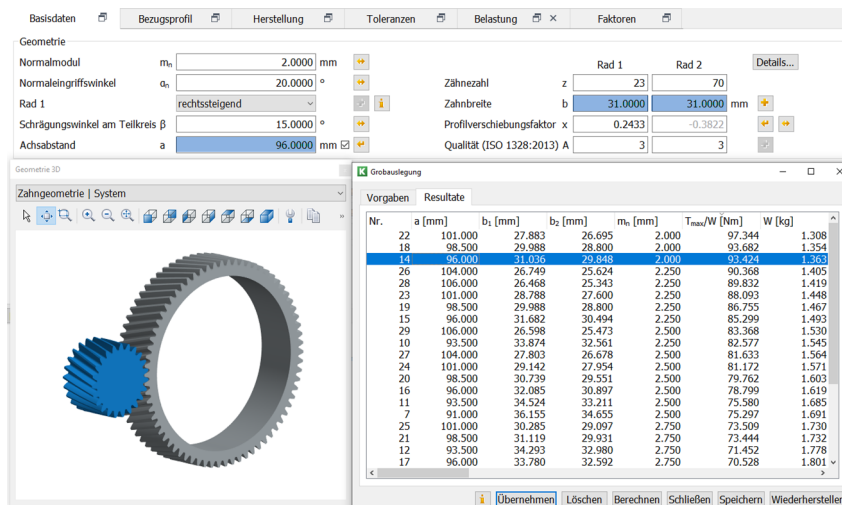 Basisdaten Bezugsprofil Herstellung Toleranzen Belastung Faktoren
Geometrie
Normalmodul mn 2.0000 mm
Normaleingriffswinkel αn 20.0000 °
Rad 1 rechtssteigend
Schrägungswinkel am Teilkreis β 15.0000 °
Achsabstand a 96.0000 mm
Rad 1 Rad 2 Details...
Zähnezahl z 23 70
Zahnbreite b 31.0000 31.0000 mm
Profilverschiebungsfaktor x 0.2433 -0.3822
Qualität (ISO 1328:2013) A 3 3
Geometrie 3D
Zahngeometrie | System
K Grobauslegung
Vorgaben Resultate
Nr. a [mm] b1 [mm] b2 [mm] mn [mm] Tmax/W [Nm] W [kg]
22 101.000 27.883 26.695 2.000 97.344 1.308
18 98.500 29.988 28.800 2.000 93.682 1.354
14 96.000 31.036 29.848 2.000 93.424 1.363
26 104.000 26.749 25.624 2.250 90.368 1.405
28 106.000 26.468 25.343 2.250 89.832 1.419
23 101.000 28.788 27.600 2.250 88.093 1.448
19 98.500 29.988 28.800 2.250 86.755 1.467
15 96.000 31.682 30.494 2.250 85.299 1.493
29 106.000 26.598 25.473 2.500 83.368 1.530
10 93.500 33.874 32.561 2.250 82.577 1.545
27 104.000 27.803 26.678 2.500 81.633 1.564
24 101.000 29.142 27.954 2.500 81.172 1.571
20 98.500 30.739 29.551 2.500 79.762 1.603
16 96.000 32.085 30.897 2.500 78.799 1.619
11 93.500 34.524 33.211 2.500 75.580 1.685
7 91.000 36.155 34.655 2.500 75.297 1.691
25 101.000 30.285 29.097 2.750 73.509 1.730
21 98.500 31.119 29.931 2.750 73.444 1.732
12 93.500 34.293 32.980 2.750 71.452 1.778
17 96.000 33.780 32.592 2.750 70.528 1.801
Übernehmen Löschen Berechnen Schließen Speichern Wiederherstellen